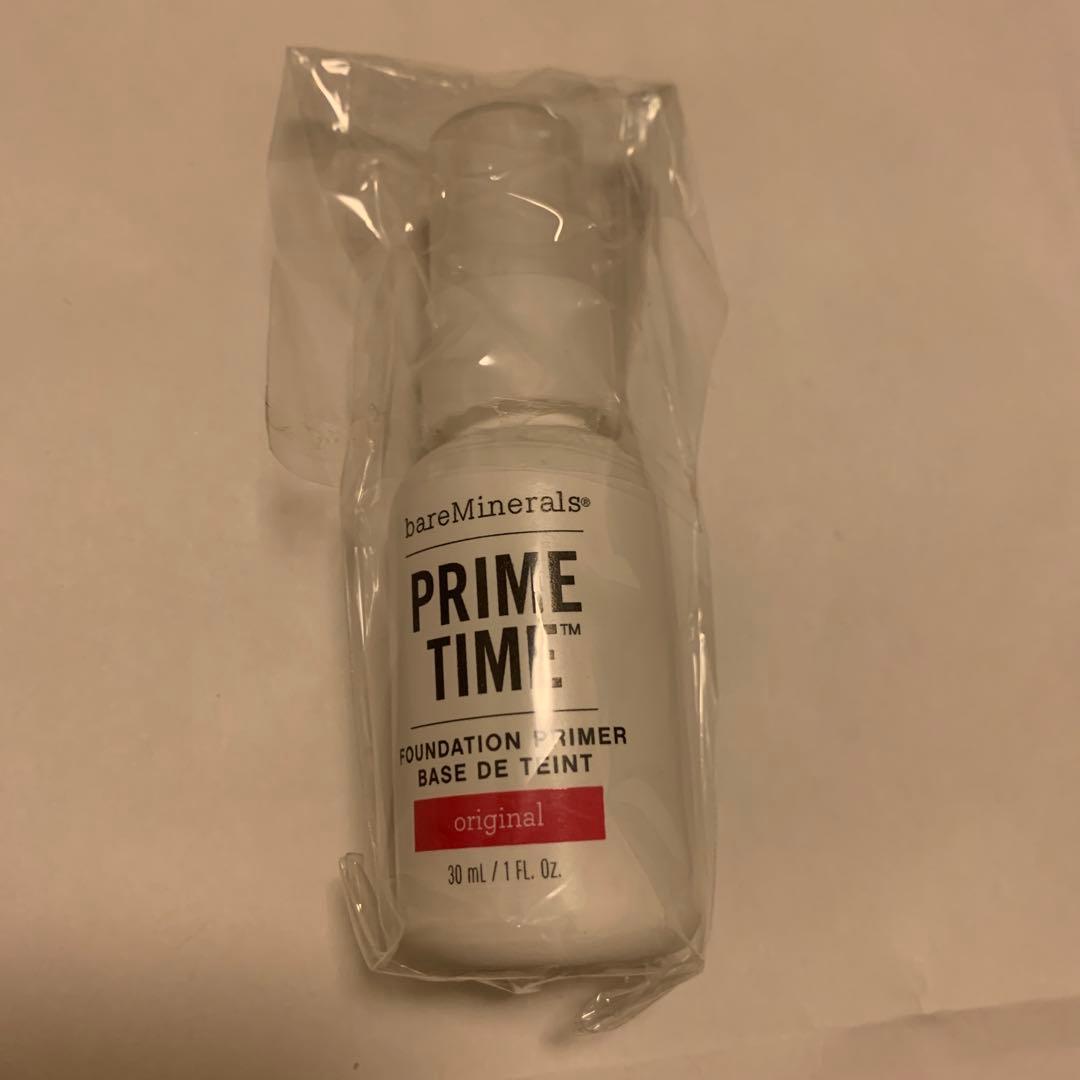 bareMinerals®
PRIME
TIME™
FOUNDATION PRIMER
BASE DE TEINT
original
30 mL / 1 FL. Oz.